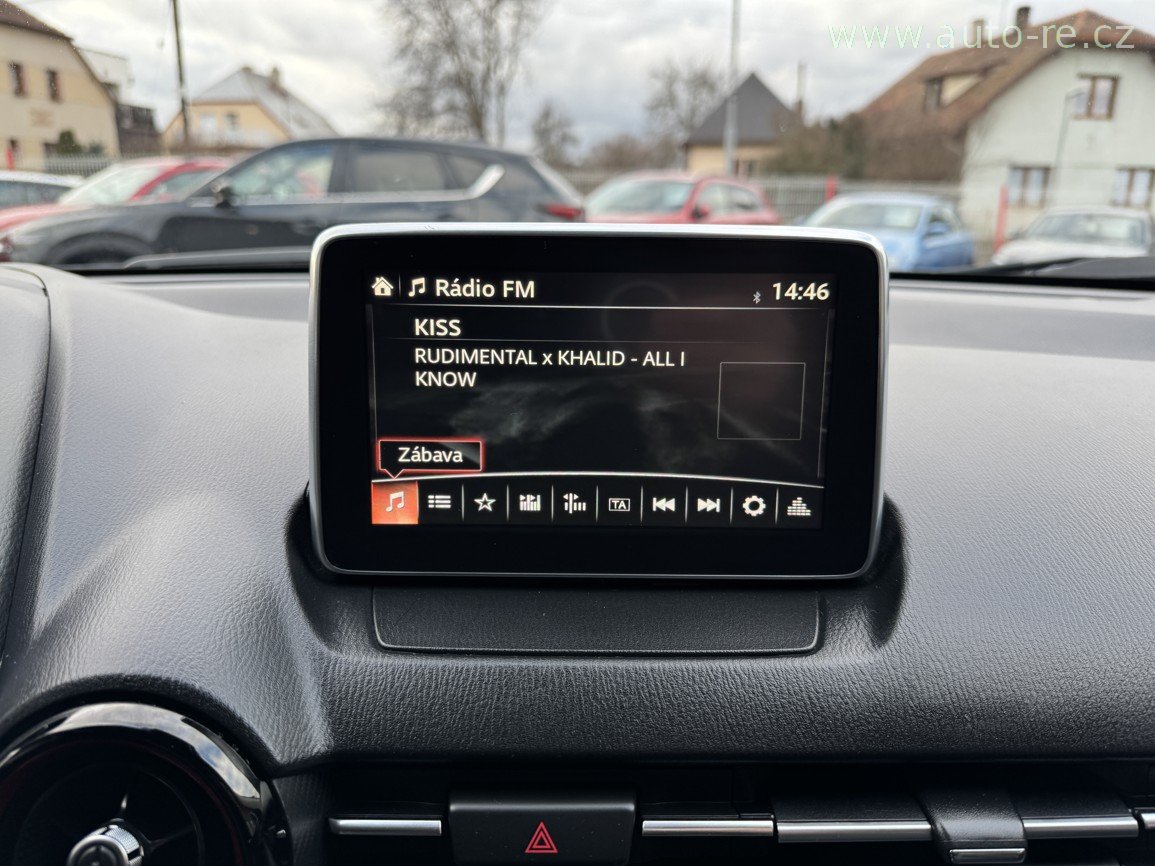 www.auto-re.cz
Rádio FM
14:46
KISS
RUDIMENTAL x KHALID - ALL I
KNOW
Zábava
TA